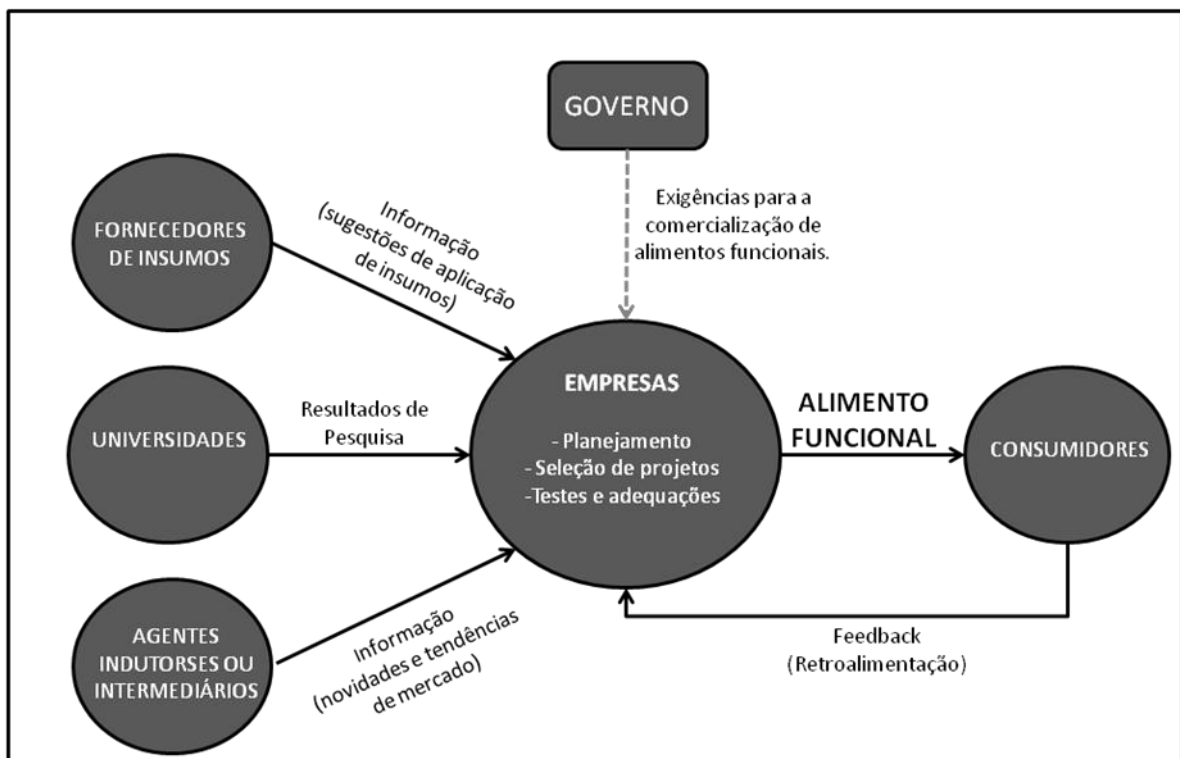 GOVERNO
Exigências para a
comercialização de
alimentos funcionais.
FORNECEDORES
DE INSUMOS
Informação
(sugestões de aplicação
de insumos)
UNIVERSIDADES
Resultados de
Pesquisa
AGENTES
INDUTORSES OU
INTERMEDIÁRIOS
Informação
(novidades e tendências
de mercado)
EMPRESAS
- Planejamento
- Seleção de projetos
-Testes e adequações
ALIMENTO
FUNCIONAL
CONSUMIDORES
Feedback
(Retroalimentação)